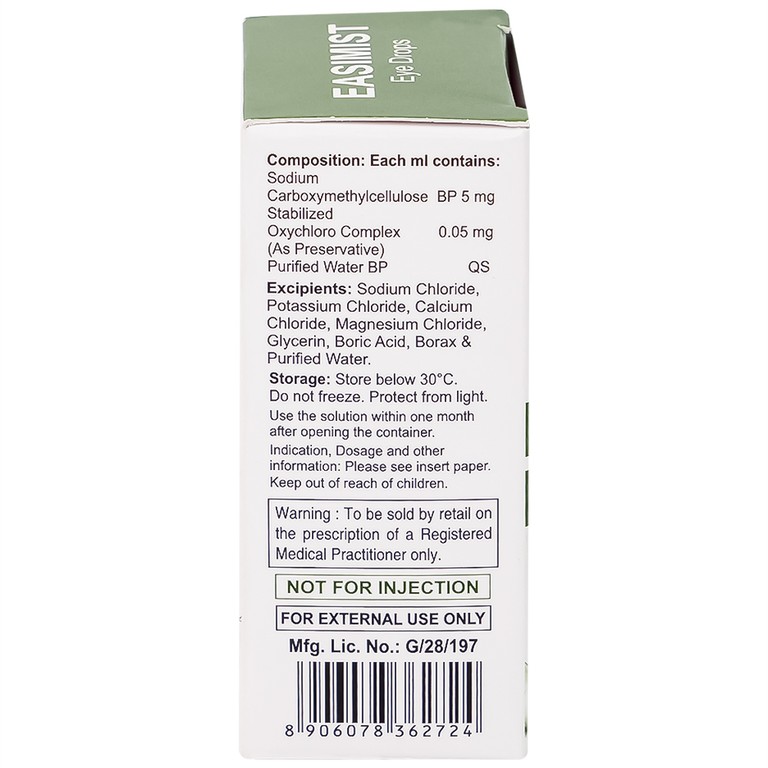 EASIMIST
Eye Drops
Composition: Each ml contains:
Sodium
Carboxymethylcellulose BP 5 mg
Stabilized
Oxychloro Complex 0.05 mg
(As Preservative)
Purified Water BP QS
Excipients: Sodium Chloride,
Potassium Chloride, Calcium
Chloride, Magnesium Chloride,
Glycerin, Boric Acid, Borax &
Purified Water.
Storage: Store below 30°C.
Do not freeze. Protect from light.
Use the solution within one month
after opening the container.
Indication, Dosage and other
information: Please see insert paper.
Keep out of reach of children.
Warning : To be sold by retail on
the prescription of a Registered
Medical Practitioner only.
NOT FOR INJECTION
FOR EXTERNAL USE ONLY
Mfg. Lic. No.: G/28/197
8 906078 362724